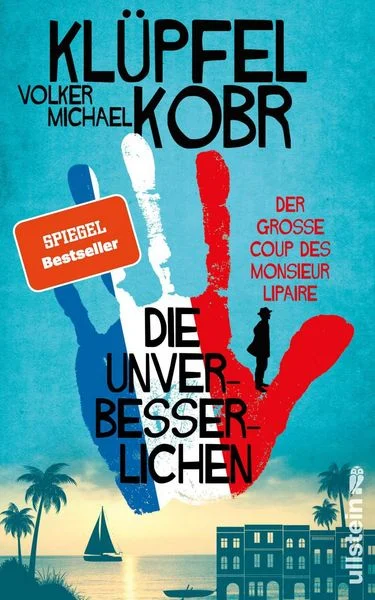 KLÜPFEL
VOLKER
MICHAEL KOBR
DER
GROSSE
COUP DES
MONSIEUR
LIPAIRE
SPIEGEL
Bestseller
DIE
UNVER-
BESSER-
LICHEN
ullstein